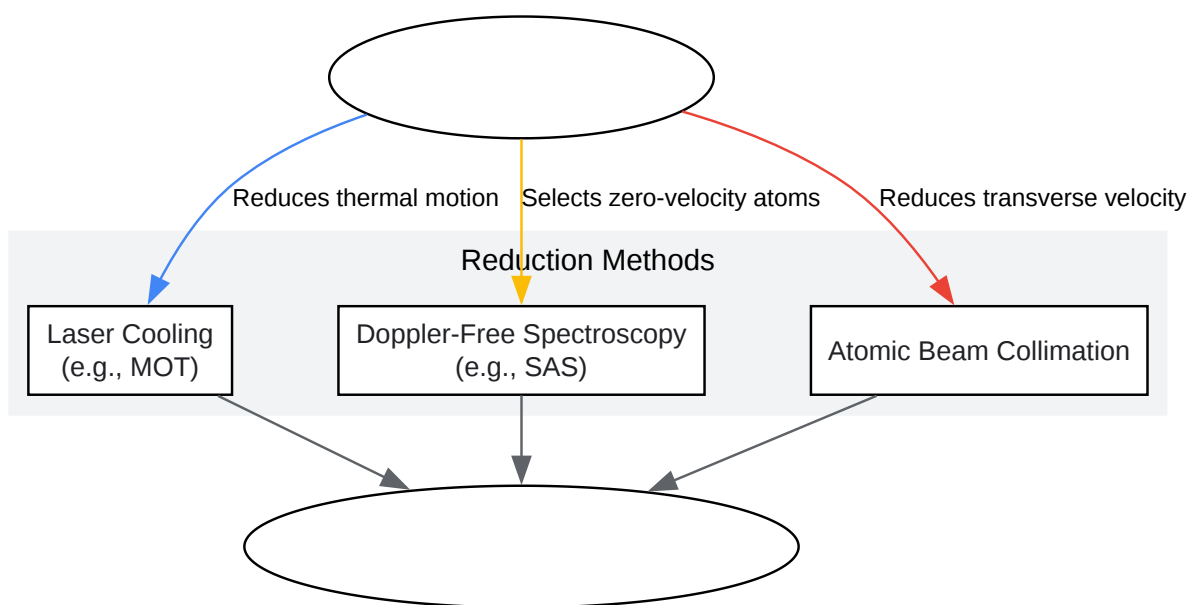 Reduces thermal motion
Selects zero-velocity atoms
Reduces transverse velocity
Reduction Methods
Laser Cooling
(e.g., MOT)
Doppler-Free Spectroscopy
(e.g., SAS)
Atomic Beam Collimation